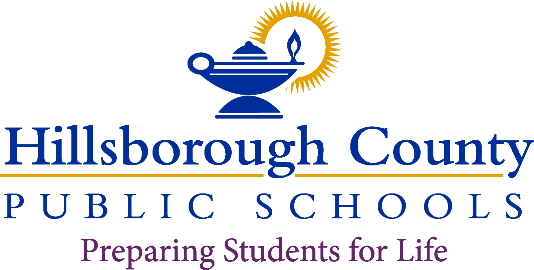 Hillsborough County
PUBLIC SCHOOLS
Preparing Students for Life